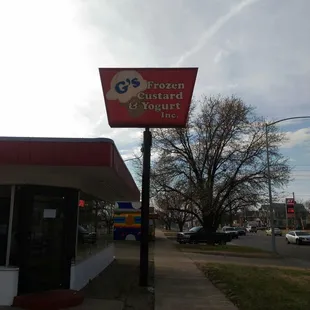 G's Frozen
Custard
& Yogurt
Inc.